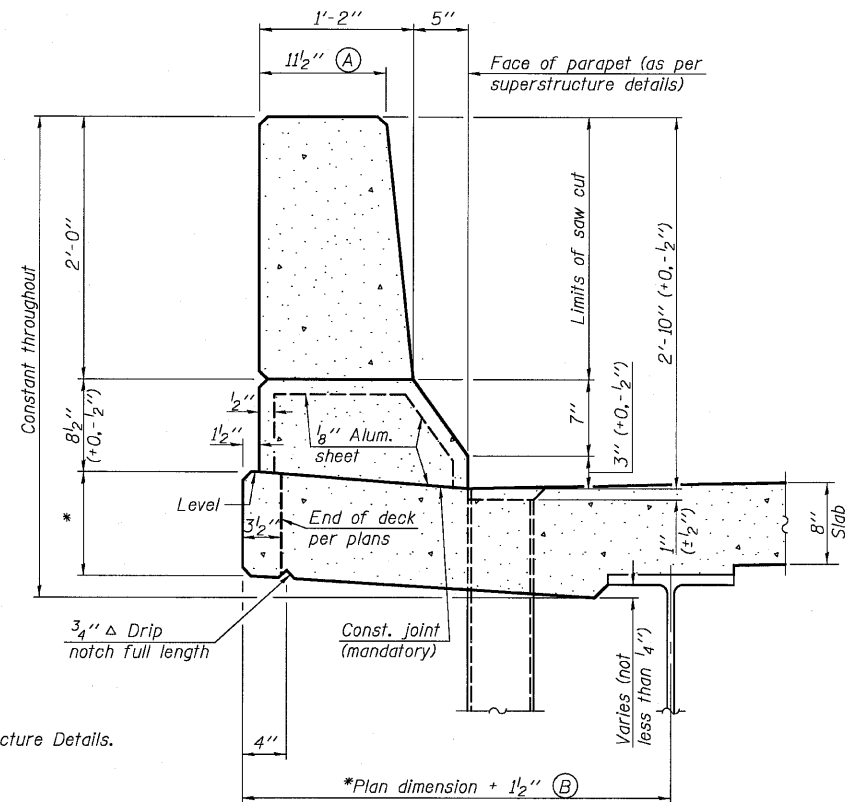 1'-2"
5"
11½" Ⓐ
Face of parapet (as per
superstructure details)
Constant throughout
2'-0"
Limits of saw cut
2'-10" (+0,-½")
8½"
(+0,-½")
½"
1½"
⅛" Alum.
sheet
7"
3" (+0,-½")
Level
*
3½"
End of deck
per plans
1"
(±½")
8"
Slab
¾" △ Drip
notch full length
Const. joint
(mandatory)
Varies (not
less than ¼")
cture Details.
4"
*Plan dimension + 1½" Ⓑ